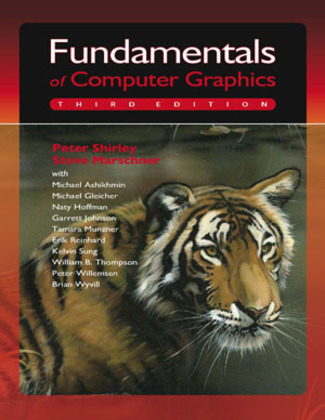 Fundamentals
of Computer Graphics
THIRD EDITION
Peter Shirley
Steve Marschner
with
Michael Ashikhmin
Michael Gleicher
Naty Hoffman
Garrett Johnson
Tamara Munzner
Erik Reinhard
Kelvin Sung
William B. Thompson
Peter Willemsen
Brian Wyvill